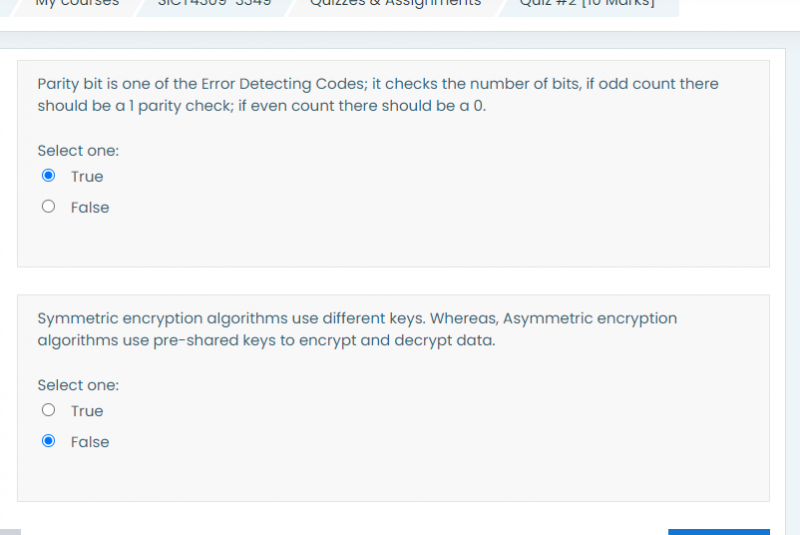 My courses SICT4309-3549 Quizzes & Assignments Quiz #2 [10 Marks]
Parity bit is one of the Error Detecting Codes; it checks the number of bits, if odd count there
should be a 1 parity check; if even count there should be a 0.
Select one:
True
False
Symmetric encryption algorithms use different keys. Whereas, Asymmetric encryption
algorithms use pre-shared keys to encrypt and decrypt data.
Select one:
True
False